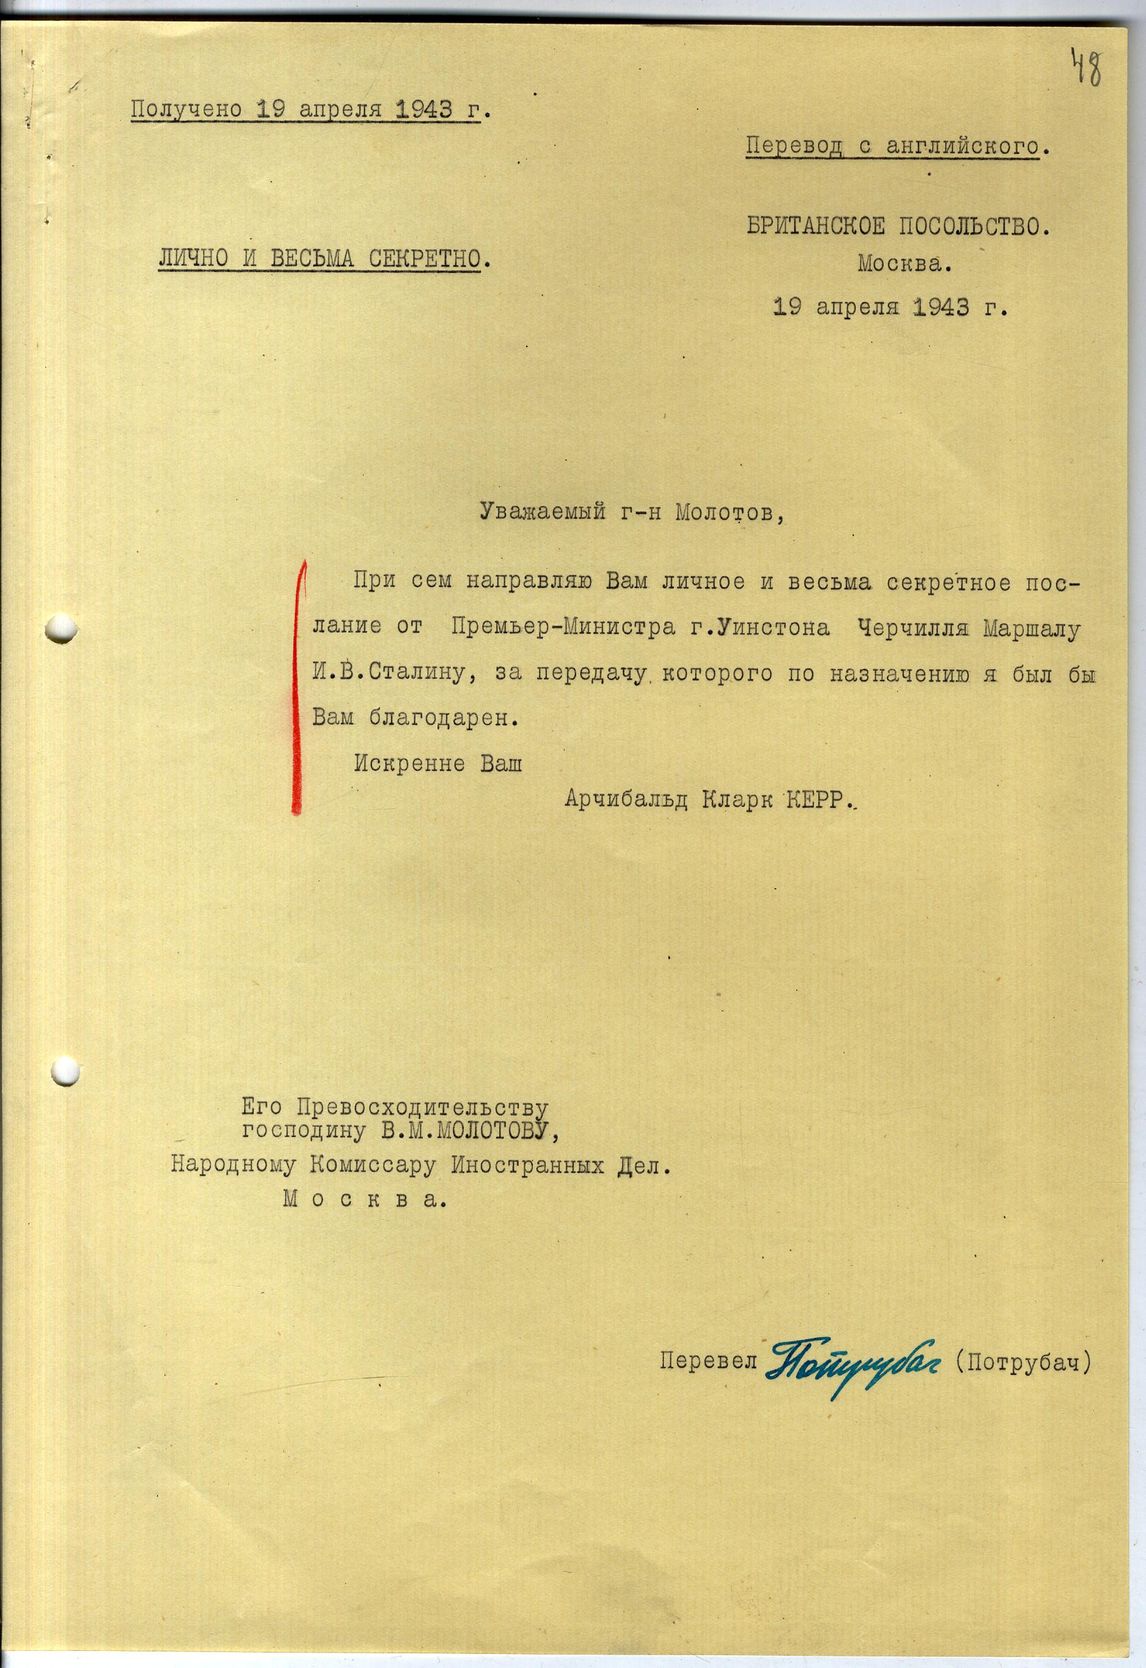 48
Получено 19 апреля 1943 г.
Перевод с английского.
БРИТАНСКОЕ ПОСОЛЬСТВО.
Москва.
19 апреля 1943 г.
ЛИЧНО И ВЕСЬМА СЕКРЕТНО.
Уважаемый г-н Молотов,
При сем направляю Вам личное и весьма секретное пос-
лание от Премьер-Министра г.Уинстона Черчилля Маршалу
И.В.Сталину, за передачу которого по назначению я был бы
Вам благодарен.
Искренне Ваш
Арчибальд Кларк КЕРР.
Его Превосходительству
господину В.М.МОЛОТОВУ,
Народному Комиссару Иностранных Дел.
М о с к в а.
Перевел Потрубач (Потрубач)